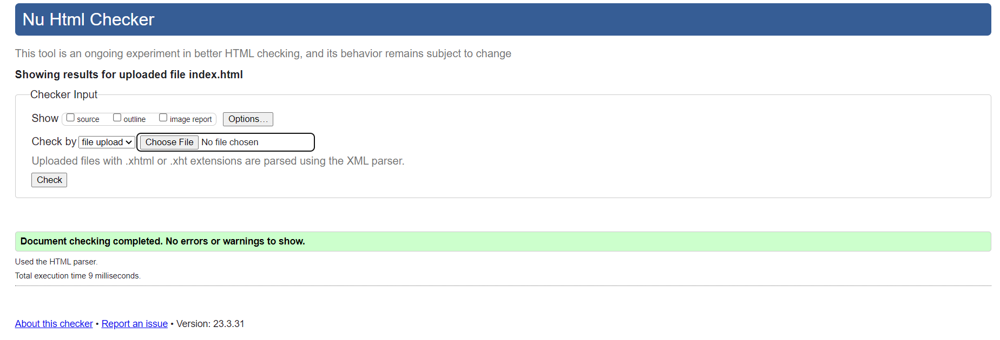 Nu Html Checker
This tool is an ongoing experiment in better HTML checking, and its behavior remains subject to change
Showing results for uploaded file index.html
Checker Input
Show source outline image report Options...
Check by file upload Choose File No file chosen
Uploaded files with .xhtml or .xht extensions are parsed using the XML parser.
Check
Document checking completed. No errors or warnings to show.
Used the HTML parser.
Total execution time 9 milliseconds.
About this checker • Report an issue • Version: 23.3.31